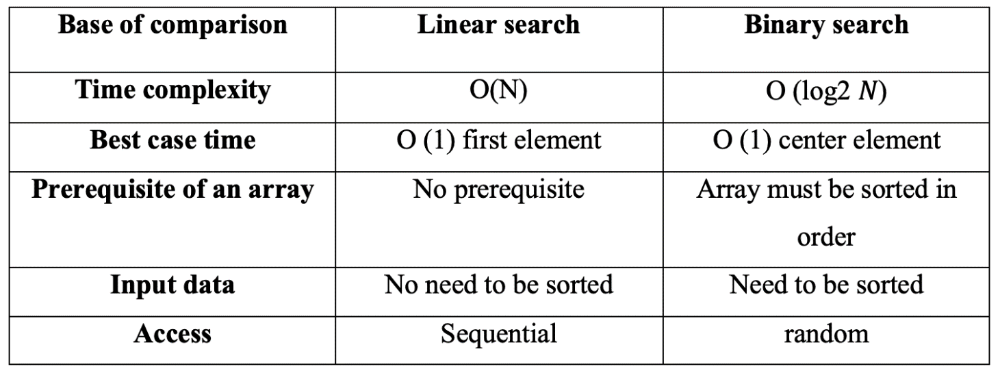 Base of comparison Linear search Binary search
Time complexity O(N) O (log2 N)
Best case time O (1) first element O (1) center element
Prerequisite of an array No prerequisite Array must be sorted in
order
Input data No need to be sorted Need to be sorted
Access Sequential random